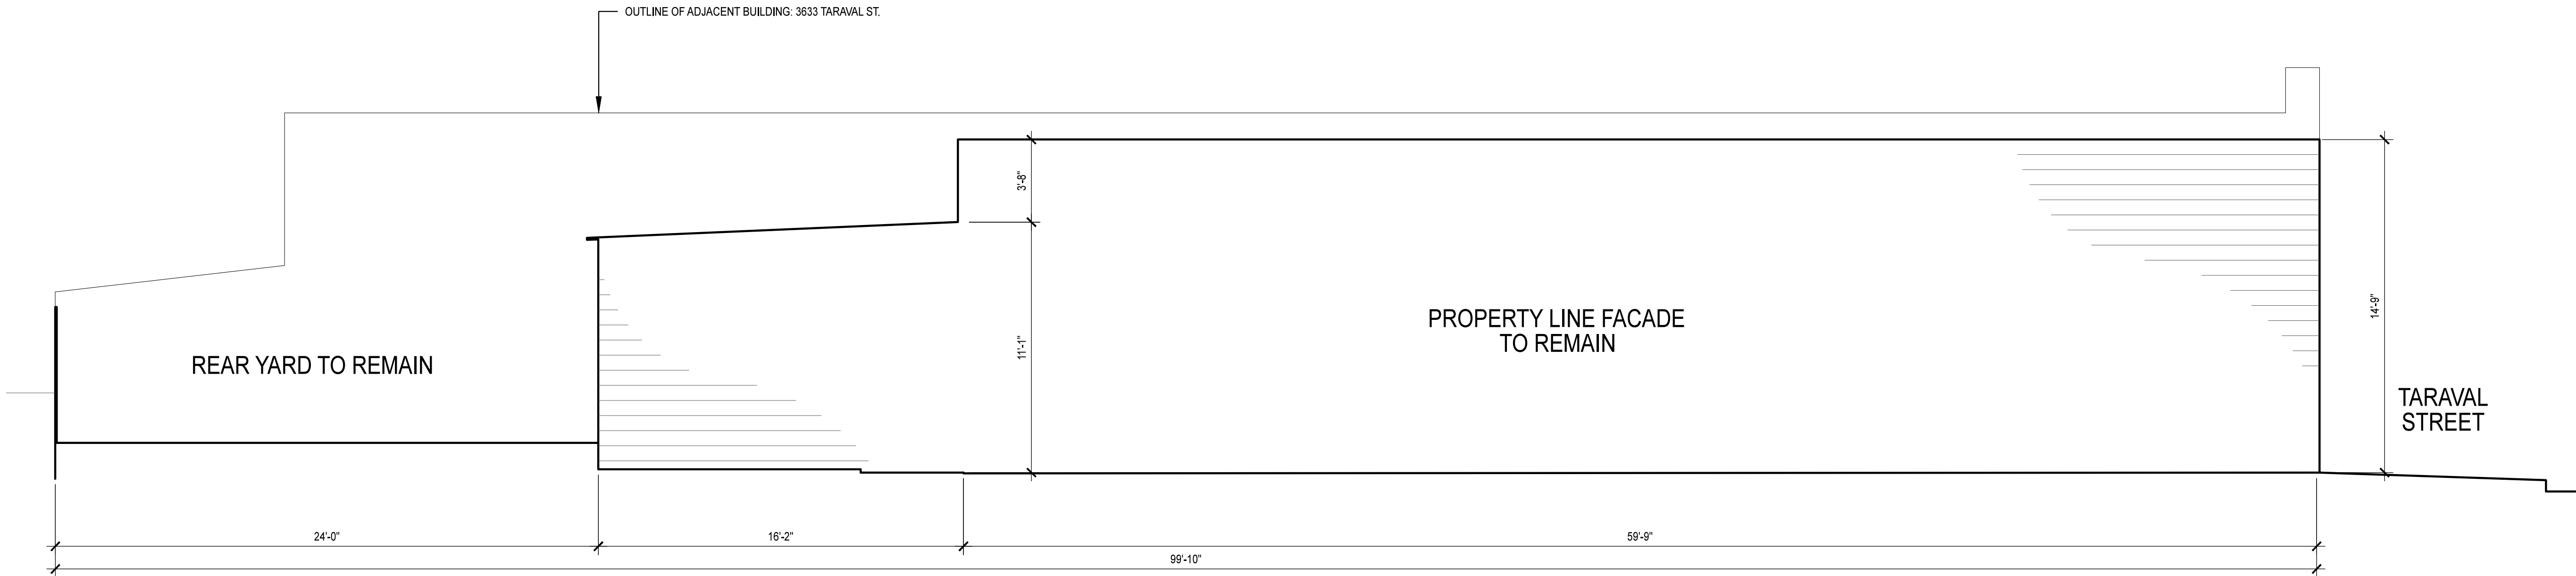 OUTLINE OF ADJACENT BUILDING: 3633 TARAVAL ST.
3'-8"
11'-1"
14'-9"
REAR YARD TO REMAIN
PROPERTY LINE FACADE
TO REMAIN
TARAVAL
STREET
24'-0"
16'-2"
59'-9"
99'-10"